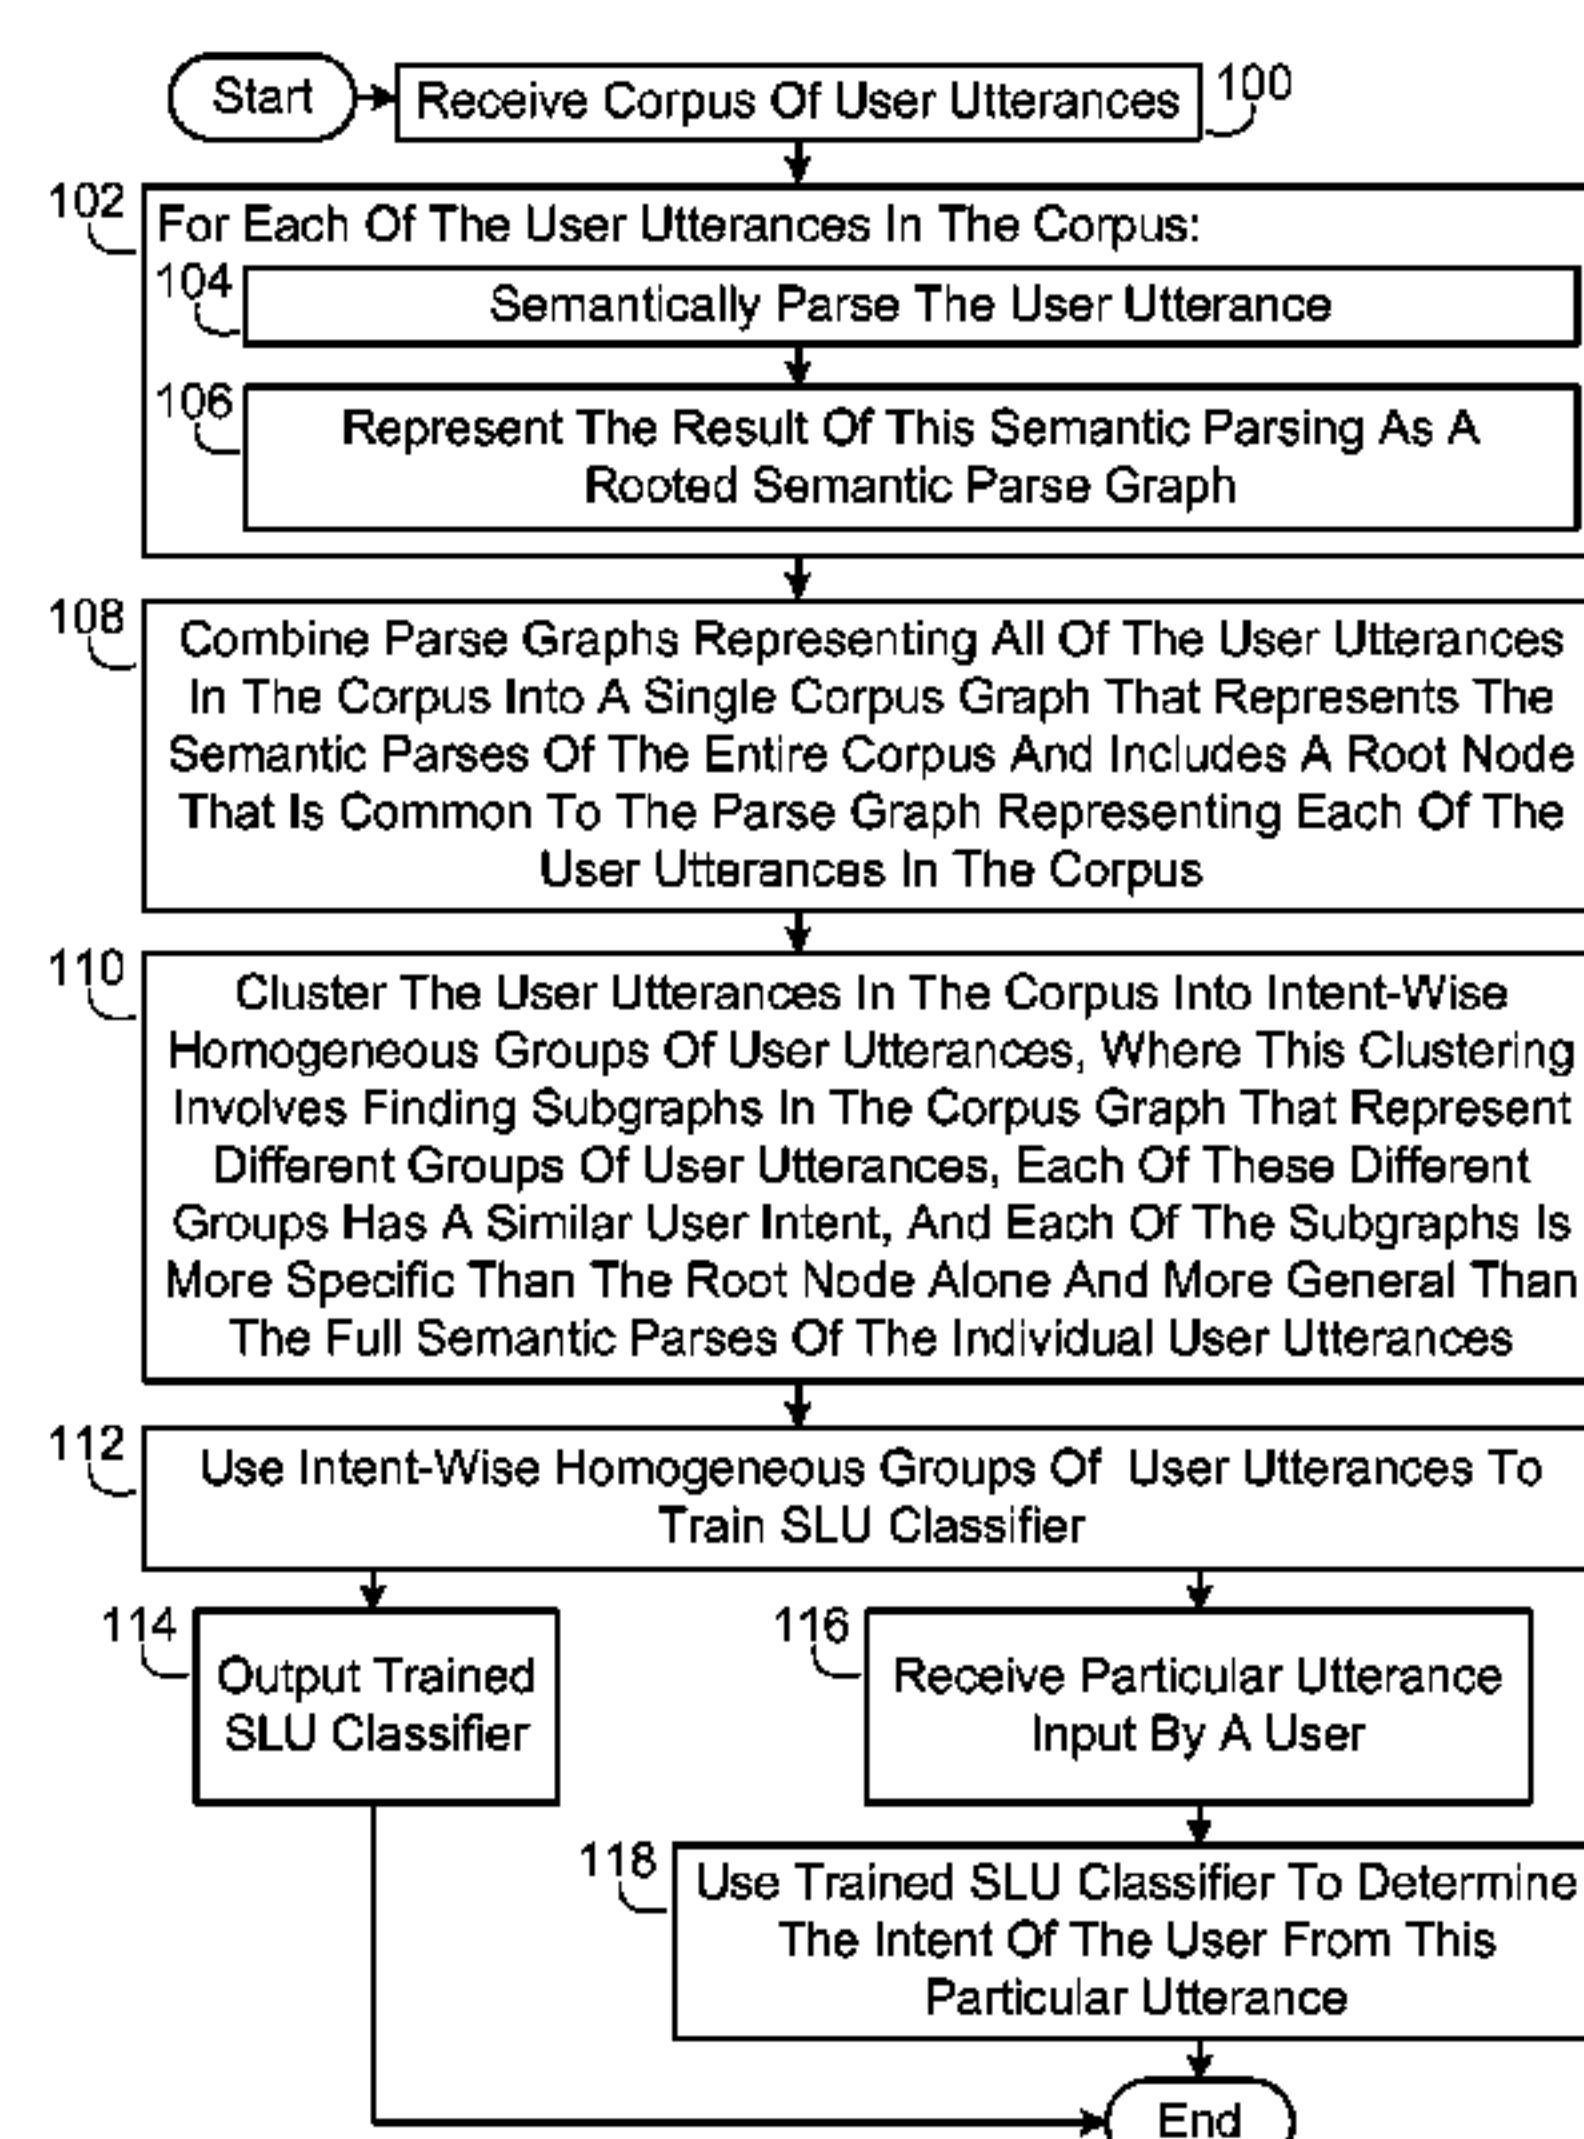 Start
Receive Corpus Of User Utterances
100
102
For Each Of The User Utterances In The Corpus:
104
Semantically Parse The User Utterance
106
Represent The Result Of This Semantic Parsing As A
Rooted Semantic Parse Graph
108
Combine Parse Graphs Representing All Of The User Utterances
In The Corpus Into A Single Corpus Graph That Represents The
Semantic Parses Of The Entire Corpus And Includes A Root Node
That Is Common To The Parse Graph Representing Each Of The
User Utterances In The Corpus
110
Cluster The User Utterances In The Corpus Into Intent-Wise
Homogeneous Groups Of User Utterances, Where This Clustering
Involves Finding Subgraphs In The Corpus Graph That Represent
Different Groups Of User Utterances, Each Of These Different
Groups Has A Similar User Intent, And Each Of The Subgraphs Is
More Specific Than The Root Node Alone And More General Than
The Full Semantic Parses Of The Individual User Utterances
112
Use Intent-Wise Homogeneous Groups Of User Utterances To
Train SLU Classifier
114
Output Trained
SLU Classifier
116
Receive Particular Utterance
Input By A User
118
Use Trained SLU Classifier To Determine
The Intent Of The User From This
Particular Utterance
End